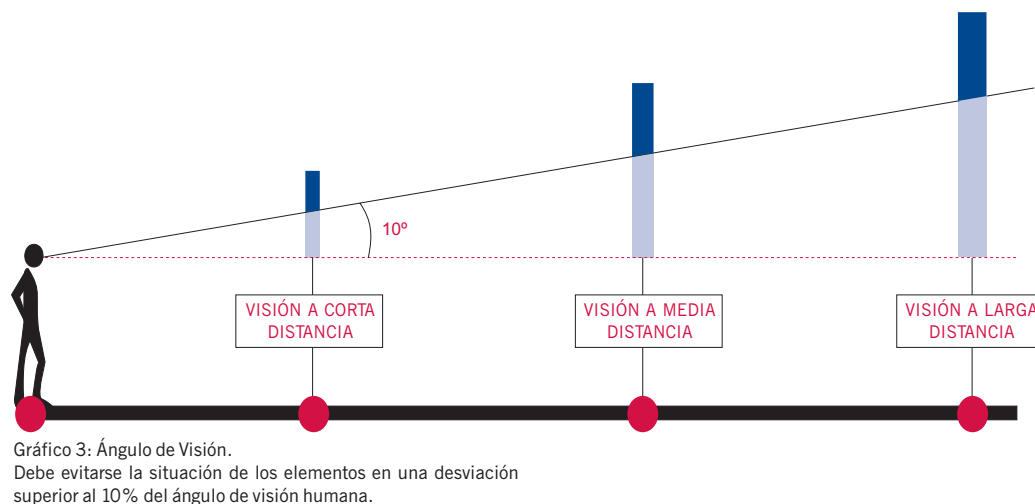 10º
VISIÓN A CORTA
DISTANCIA
VISIÓN A MEDIA
DISTANCIA
VISIÓN A LARGA
DISTANCIA
Gráfico 3: Ángulo de Visión.
Debe evitarse la situación de los elementos en una desviación
superior al 10% del ángulo de visión humana.